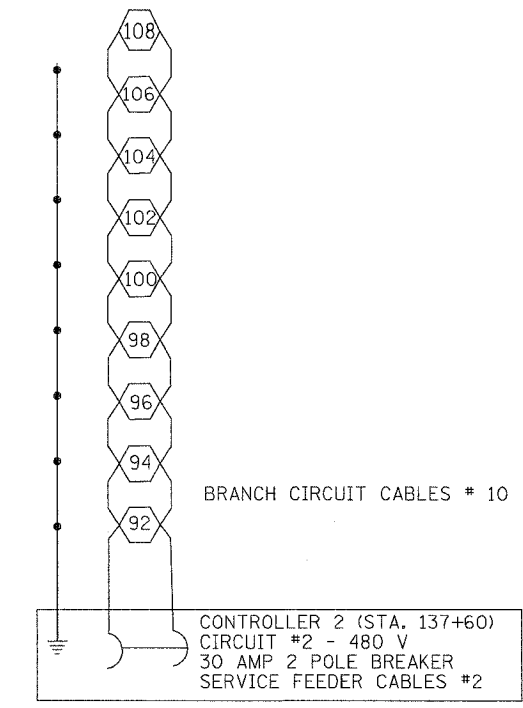 108
106
104
102
100
98
96
94
BRANCH CIRCUIT CABLES # 10
92
CONTROLLER 2 (STA. 137+60)
CIRCUIT #2 - 480 V
30 AMP 2 POLE BREAKER
SERVICE FEEDER CABLES #2